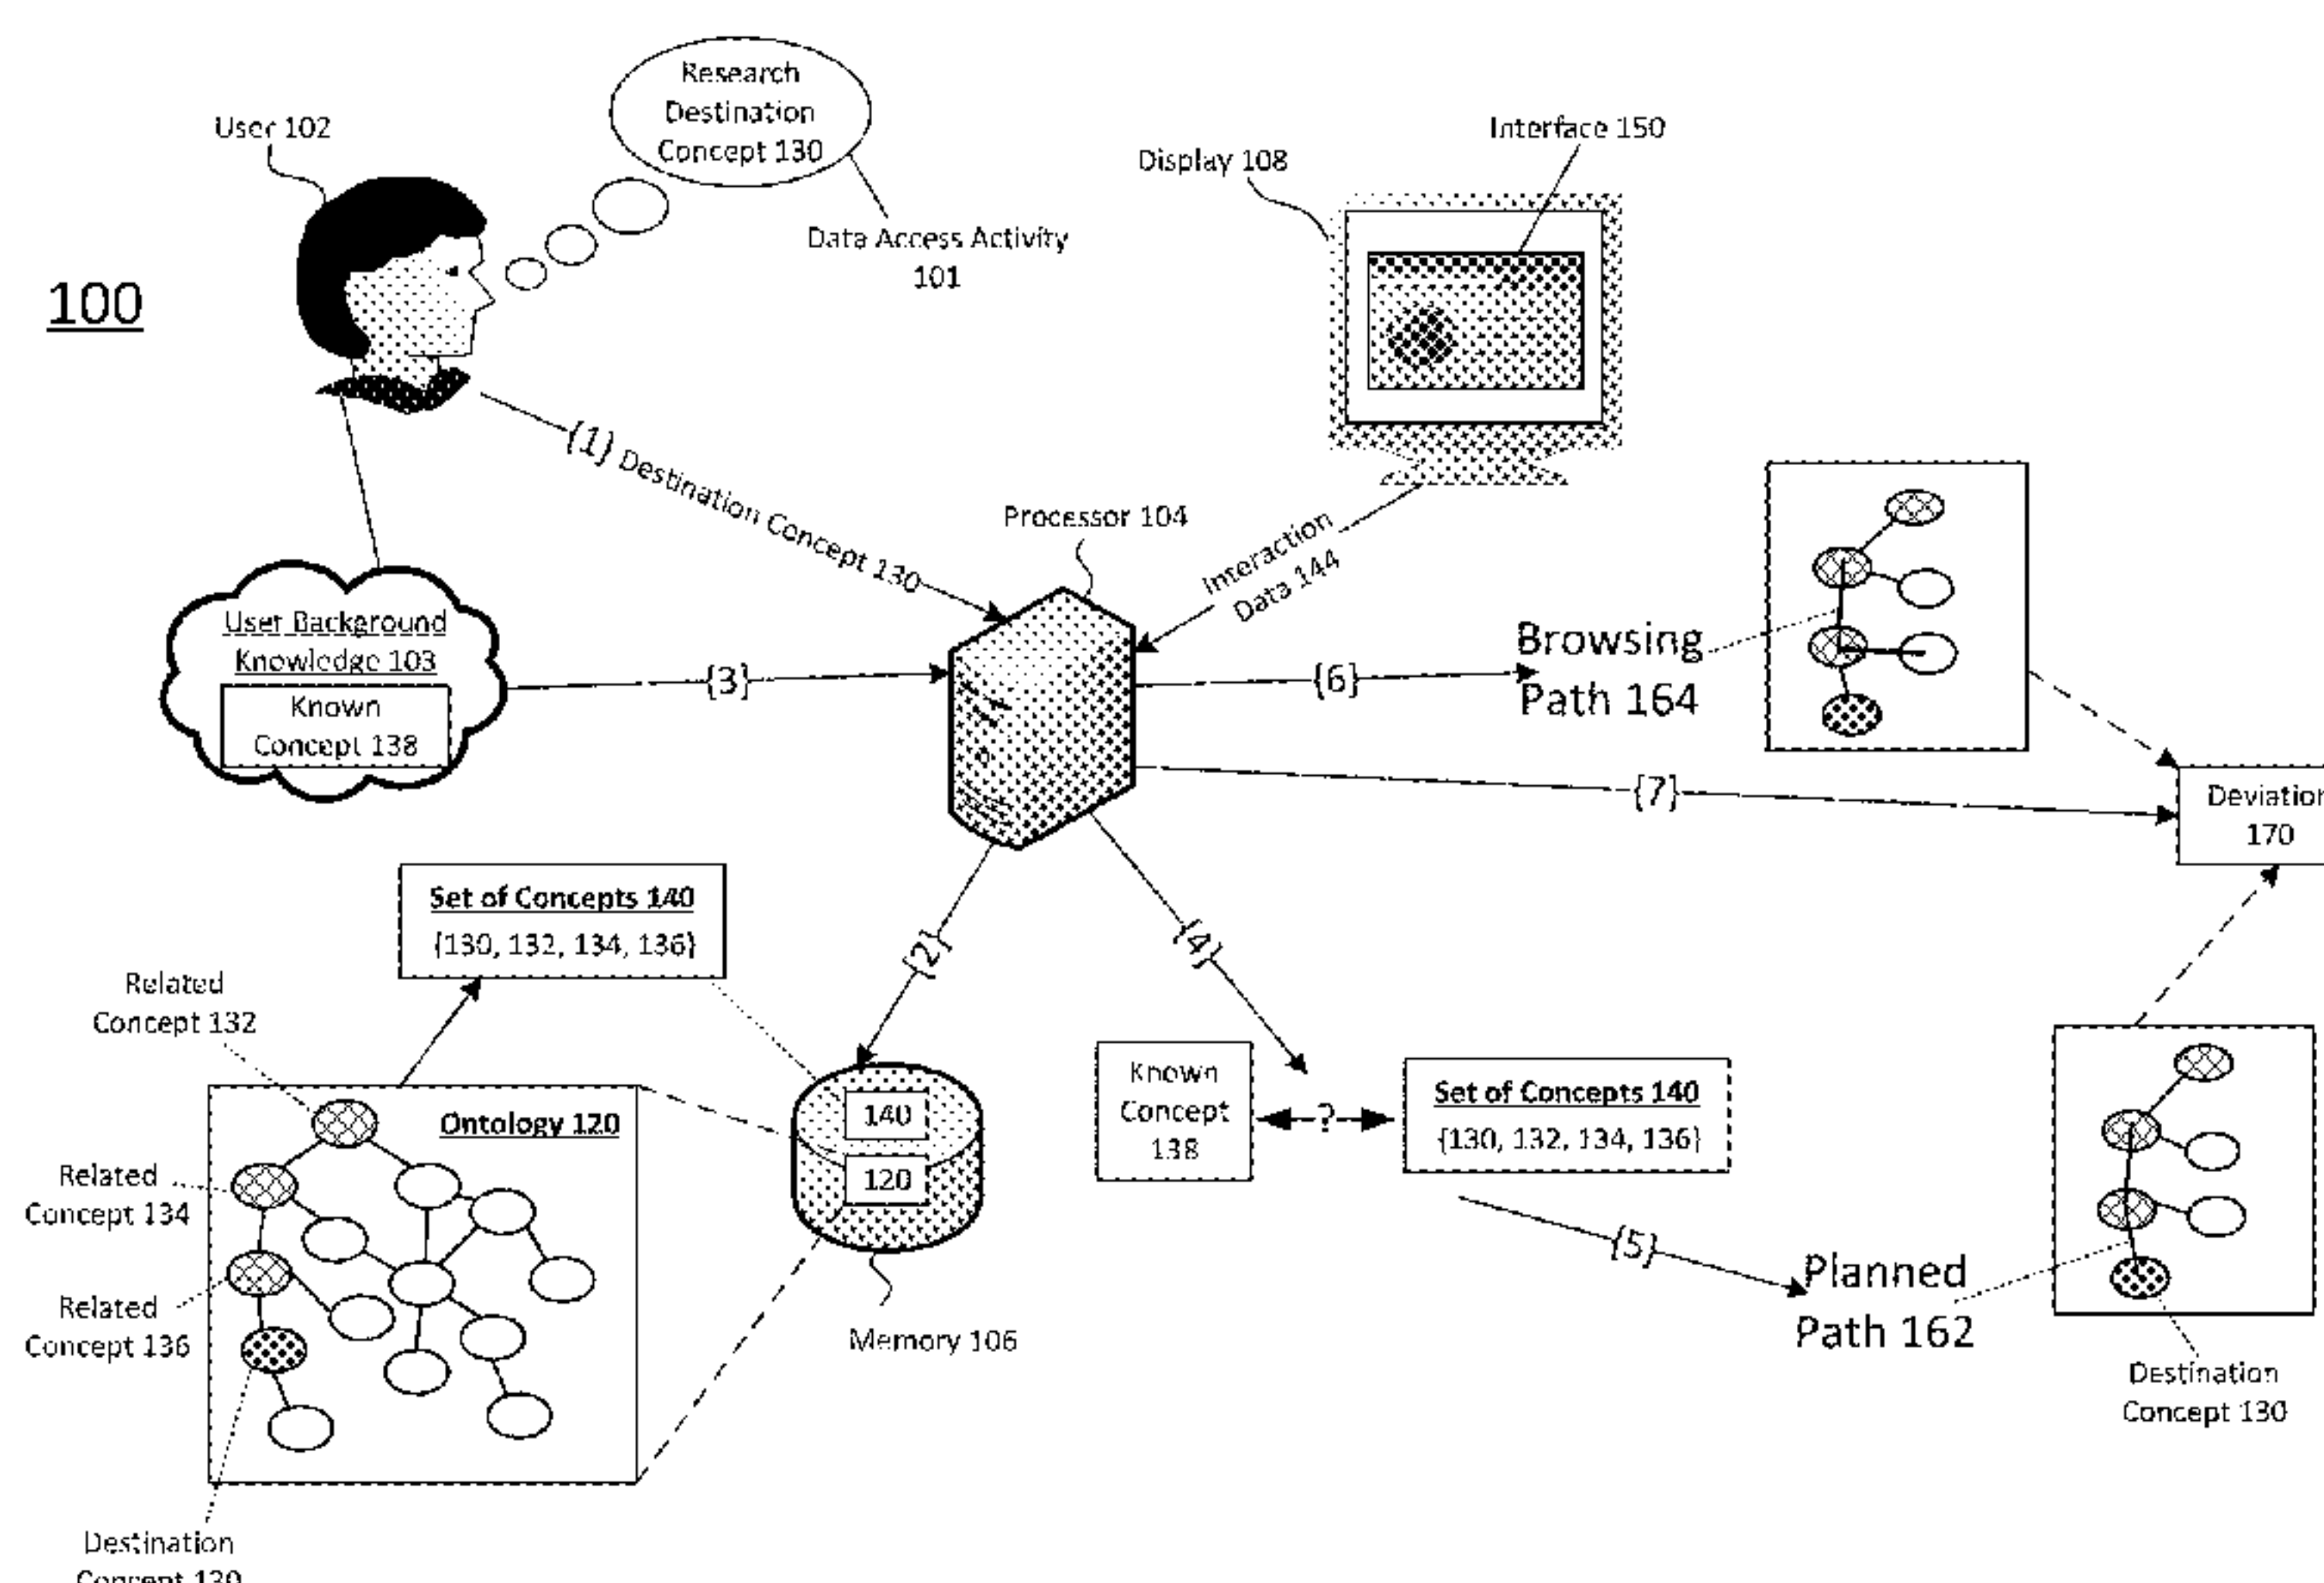 Research
Destination
Concept 130
User 102
Interface 150
Display 108
Data Access Activity
101
100
{1} Destination Concept 130
Processor 104
Interaction
Data 144
User Background
Knowledge 103
Known
Concept 138
{3}
{6}
Browsing
Path 164
{7}
Deviation
170
Set of Concepts 140
{130, 132, 134, 136}
{2}
{4}
Related
Concept 132
Known
Concept
138
?
Set of Concepts 140
{130, 132, 134, 136}
140
120
Ontology 120
Related
Concept 134
{5}
Planned
Path 162
Related
Concept 136
Memory 106
Destination
Concept 130
Destination
Concept 130